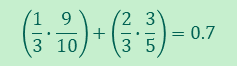 (1/3 · 9/10) + (2/3 · 3/5) = 0.7